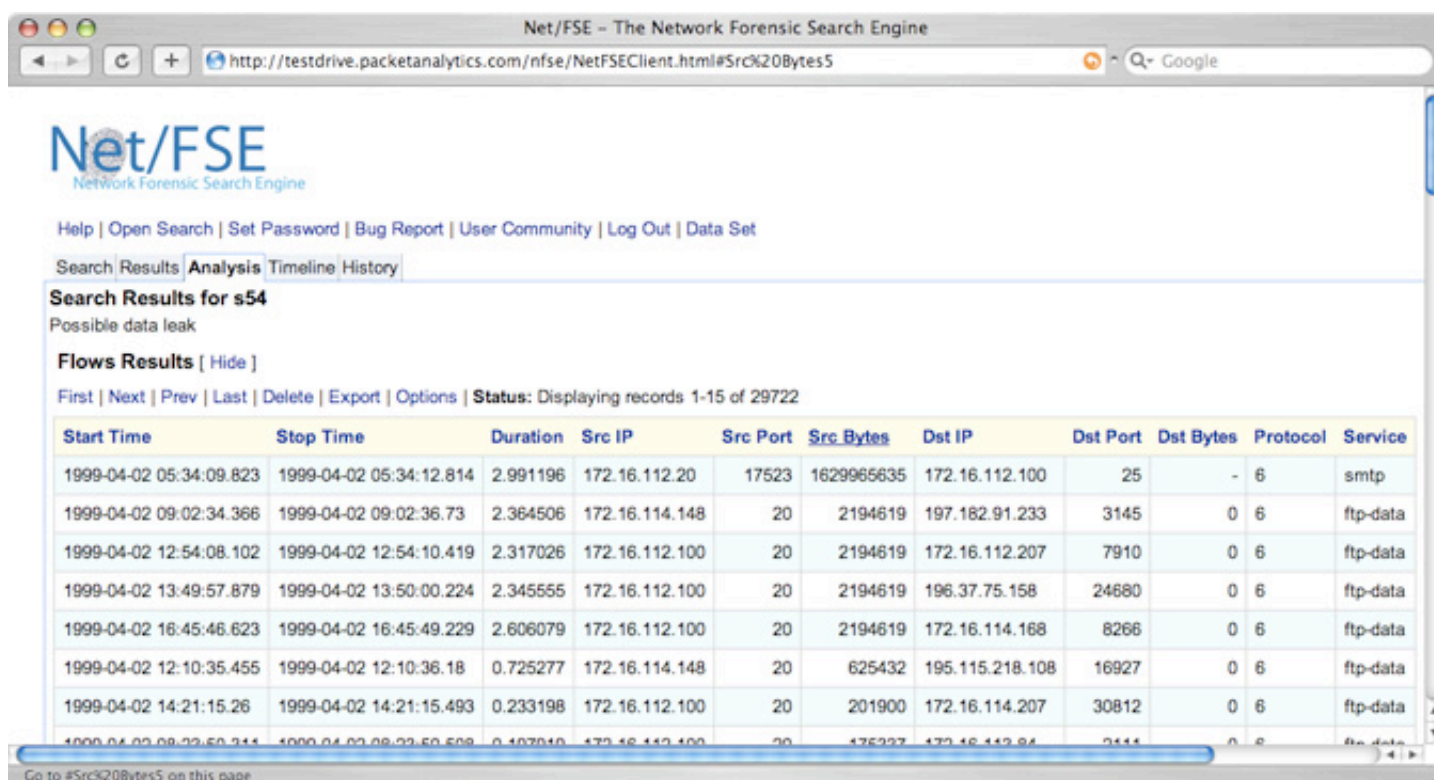 Net/FSE – The Network Forensic Search Engine
http://testdrive.packetanalytics.com/nfse/NetFSEClient.html#Src%20Bytes5 Google
Net/FSE
Network Forensic Search Engine
Help | Open Search | Set Password | Bug Report | User Community | Log Out | Data Set
Search Results Analysis Timeline History
Search Results for s54
Possible data leak
Flows Results [ Hide ]
First | Next | Prev | Last | Delete | Export | Options | Status: Displaying records 1-15 of 29722
Start Time Stop Time Duration Src IP Src Port Src Bytes Dst IP Dst Port Dst Bytes Protocol Service
1999-04-02 05:34:09.823 1999-04-02 05:34:12.814 2.991196 172.16.112.20 17523 1629965635 172.16.112.100 25 - 6 smtp
1999-04-02 09:02:34.366 1999-04-02 09:02:36.73 2.364506 172.16.114.148 20 2194619 197.182.91.233 3145 0 6 ftp-data
1999-04-02 12:54:08.102 1999-04-02 12:54:10.419 2.317026 172.16.112.100 20 2194619 172.16.112.207 7910 0 6 ftp-data
1999-04-02 13:49:57.879 1999-04-02 13:50:00.224 2.345555 172.16.112.100 20 2194619 196.37.75.158 24680 0 6 ftp-data
1999-04-02 16:45:46.623 1999-04-02 16:45:49.229 2.606079 172.16.112.100 20 2194619 172.16.114.168 8266 0 6 ftp-data
1999-04-02 12:10:35.455 1999-04-02 12:10:36.18 0.725277 172.16.114.148 20 625432 195.115.218.108 16927 0 6 ftp-data
1999-04-02 14:21:15.26 1999-04-02 14:21:15.493 0.233198 172.16.112.100 20 201900 172.16.114.207 30812 0 6 ftp-data
Go to #Src%20Bytes5 on this page